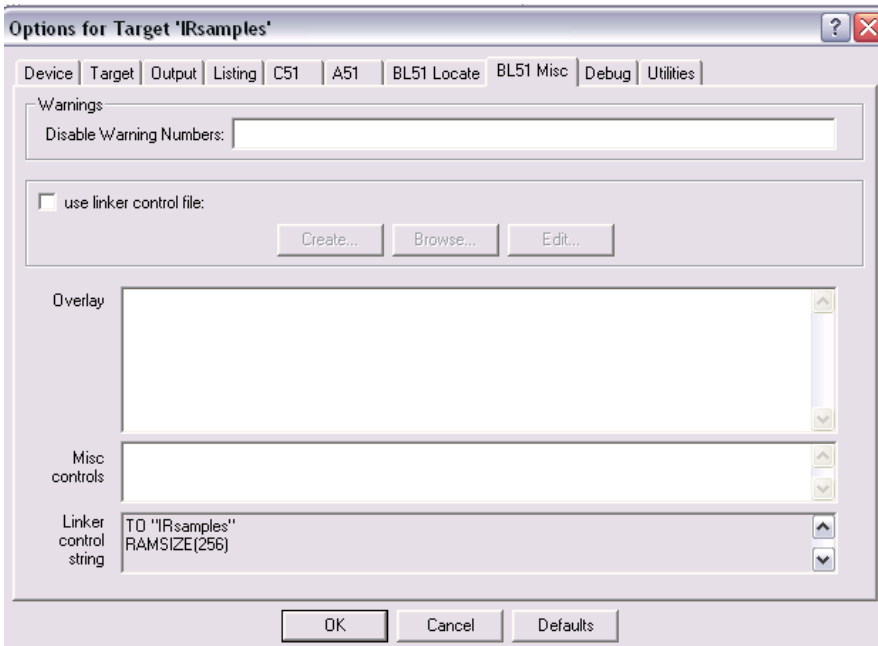 Options for Target 'IRsamples'
Device Target Output Listing C51 A51 BL51 Locate BL51 Misc Debug Utilities
Warnings
Disable Warning Numbers:
use linker control file:
Create... Browse... Edit...
Overlay
Misc
controls
Linker
control
string
TO "IRsamples"
RAMSIZE(256)
OK Cancel Defaults